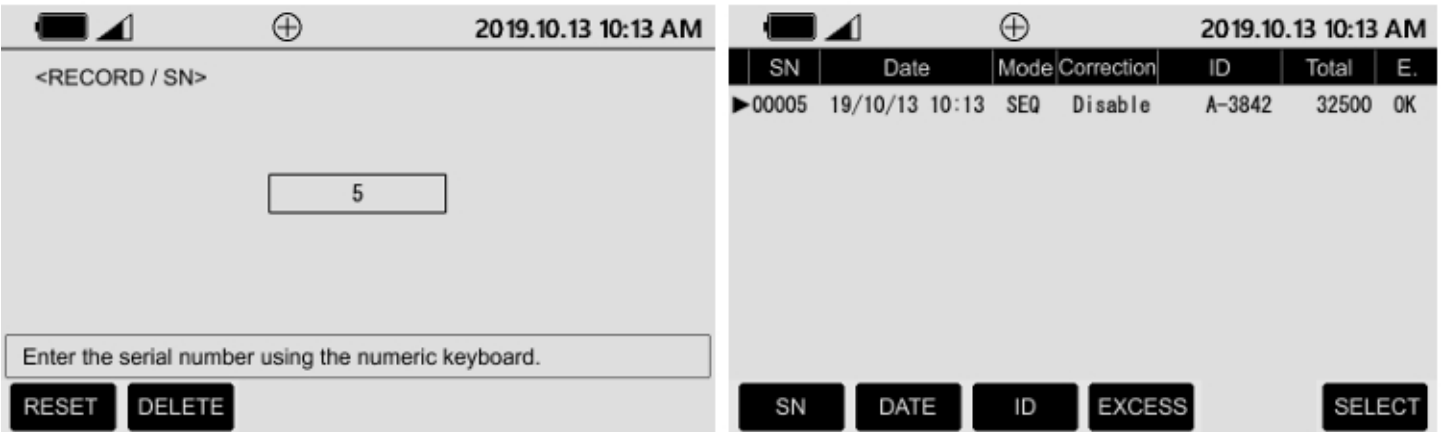 2019.10.13 10:13 AM
<RECORD / SN>
5
Enter the serial number using the numeric keyboard.
RESET DELETE
2019.10.13 10:13 AM
SN Date Mode Correction ID Total E.
▶00005 19/10/13 10:13 SEQ Disable A-3842 32500 OK
SN DATE ID EXCESS SELECT